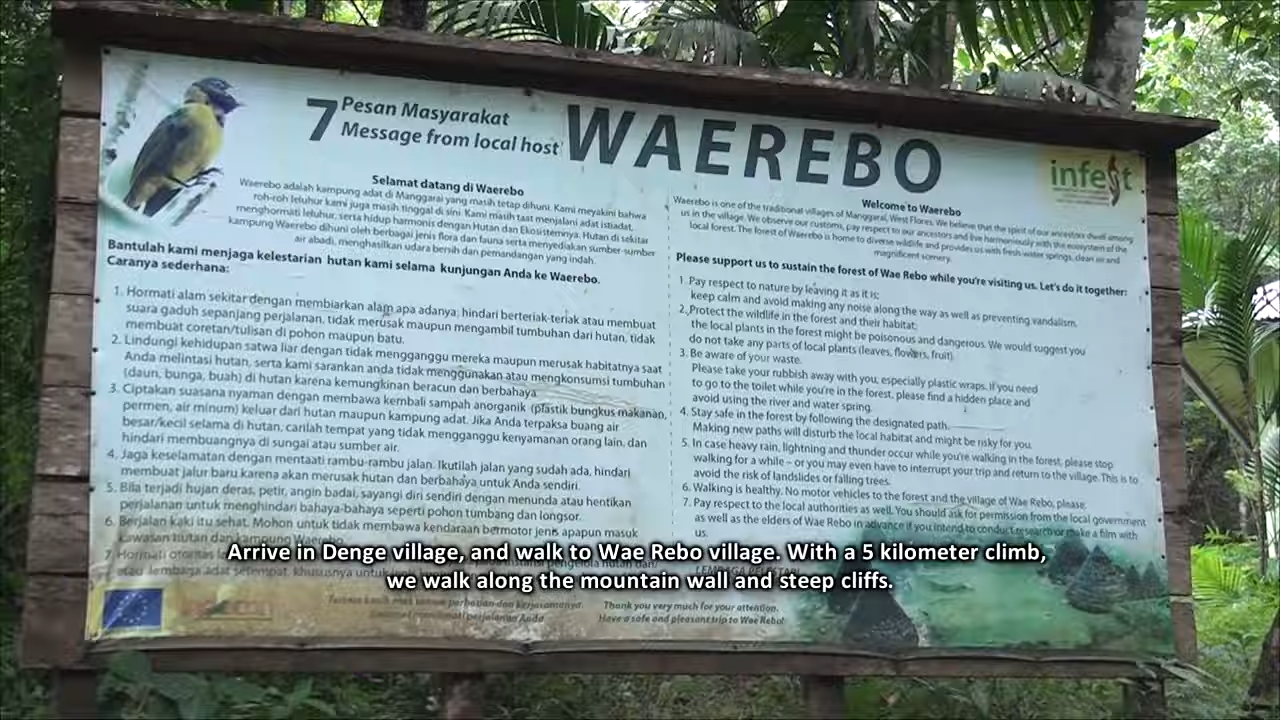 7 Pesan Masyarakat
Message from local host
WAEREBO
infest
Selamat datang di Waerebo
Waerebo adalah kampung adat di Manggarai yang masih tetap dihuni. Kami meyakini bahwa
roh-roh leluhur kami juga masih tinggal di sini. Kami masih taat menjalani adat istiadat,
menghormati leluhur, serta hidup harmonis dengan Hutan dan Ekosistemnya. Hutan di sekitar
kampung Waerebo dihuni oleh berbagai jenis flora dan fauna serta menyediakan sumber-sumber
air abadi, menghasilkan udara bersih dan pemandangan yang indah.
Bantulah kami menjaga kelestarian hutan kami selama kunjungan Anda ke Waerebo.
Caranya sederhana:
1. Hormati alam sekitar dengan membiarkan alam apa adanya; hindari berteriak-teriak atau membuat
suara gaduh sepanjang perjalanan, tidak merusak maupun mengambil tumbuhan dari hutan, tidak
membuat coretan/tulisan di pohon maupun batu.
2. Lindungi kehidupan satwa liar dengan tidak mengganggu mereka maupun merusak habitatnya saat
Anda melintasi hutan, serta kami sarankan anda tidak menggunakan atau mengkonsumsi tumbuhan
(daun, bunga, buah) di hutan karena kemungkinan beracun dan berbahaya
3. Ciptakan suasana nyaman dengan membawa kembali sampah anorganik (plastik bungkus makanan,
permen, air minum) keluar dari hutan maupun kampung adat. Jika Anda terpaksa buang air
besar/kecil selama di hutan, carilah tempat yang tidak mengganggu kenyamanan orang lain, dan
hindari membuangnya di sungai atau sumber air.
4. Jaga keselamatan dengan mentaati rambu-rambu jalan. Ikutilah jalan yang sudah ada, hindari
membuat jalur baru karena akan merusak hutan dan berbahaya untuk Anda sendiri.
5. Bila terjadi hujan deras, petir, angin badai, sayangi diri sendiri dengan menunda atau hentikan
perjalanan untuk menghindari bahaya-bahaya seperti pohon tumbang dan longsor.
6. Berjalan kaki itu sehat. Mohon untuk tidak membawa kendaraan bermotor jenis apapun masuk
kawasan hutan dan kampung Waerebo.
7. Hormati otoritas
atau lembaga adat setempat, khususnya untuk
Welcome to Waerebo
Waerebo is one of the traditional villages of Manggarai, West Flores. We believe that the spirit of our ancestors dwell among
us in the village. We observe our customs, pay respect to our ancestors and live harmoniously with the ecosystem of the
local forest. The forest of Waerebo is home to diverse wildlife and provides us with fresh water springs, clean air and
magnificent scenery.
Please support us to sustain the forest of Wae Rebo while you're visiting us. Let's do it together:
1. Pay respect to nature by leaving it as it is;
keep calm and avoid making any noise along the way as well as preventing vandalism.
2. Protect the wildlife in the forest and their habitat;
the local plants in the forest might be poisonous and dangerous. We would suggest you
do not take any parts of local plants (leaves, flowers, fruit).
3. Be aware of your waste.
Please take your rubbish away with you, especially plastic wraps. If you need
to go to the toilet while you're in the forest, please find a hidden place and
avoid using the river and water spring.
4. Stay safe in the forest by following the designated path.
Making new paths will disturb the local habitat and might be risky for you.
5. In case heavy rain, lightning and thunder occur while you're walking in the forest, please stop
walking for a while – or you may even have to interrupt your trip and return to the village. This is to
avoid the risk of landslides or falling trees.
6. Walking is healthy. No motor vehicles to the forest and the village of Wae Rebo, please.
7. Pay respect to the local authorities as well. You should ask for permission from the local government
as well as the elders of Wae Rebo in advance if you intend to conduct research or make a film with
us.
Arrive in Denge village, and walk to Wae Rebo village. With a 5 kilometer climb,
we walk along the mountain wall and steep cliffs.
Terima kasih atas semua perhatian dan kerjasamanya.
perjalanan Anda
Thank you very much for your attention.
Have a safe and pleasant trip to Wae Rebo!